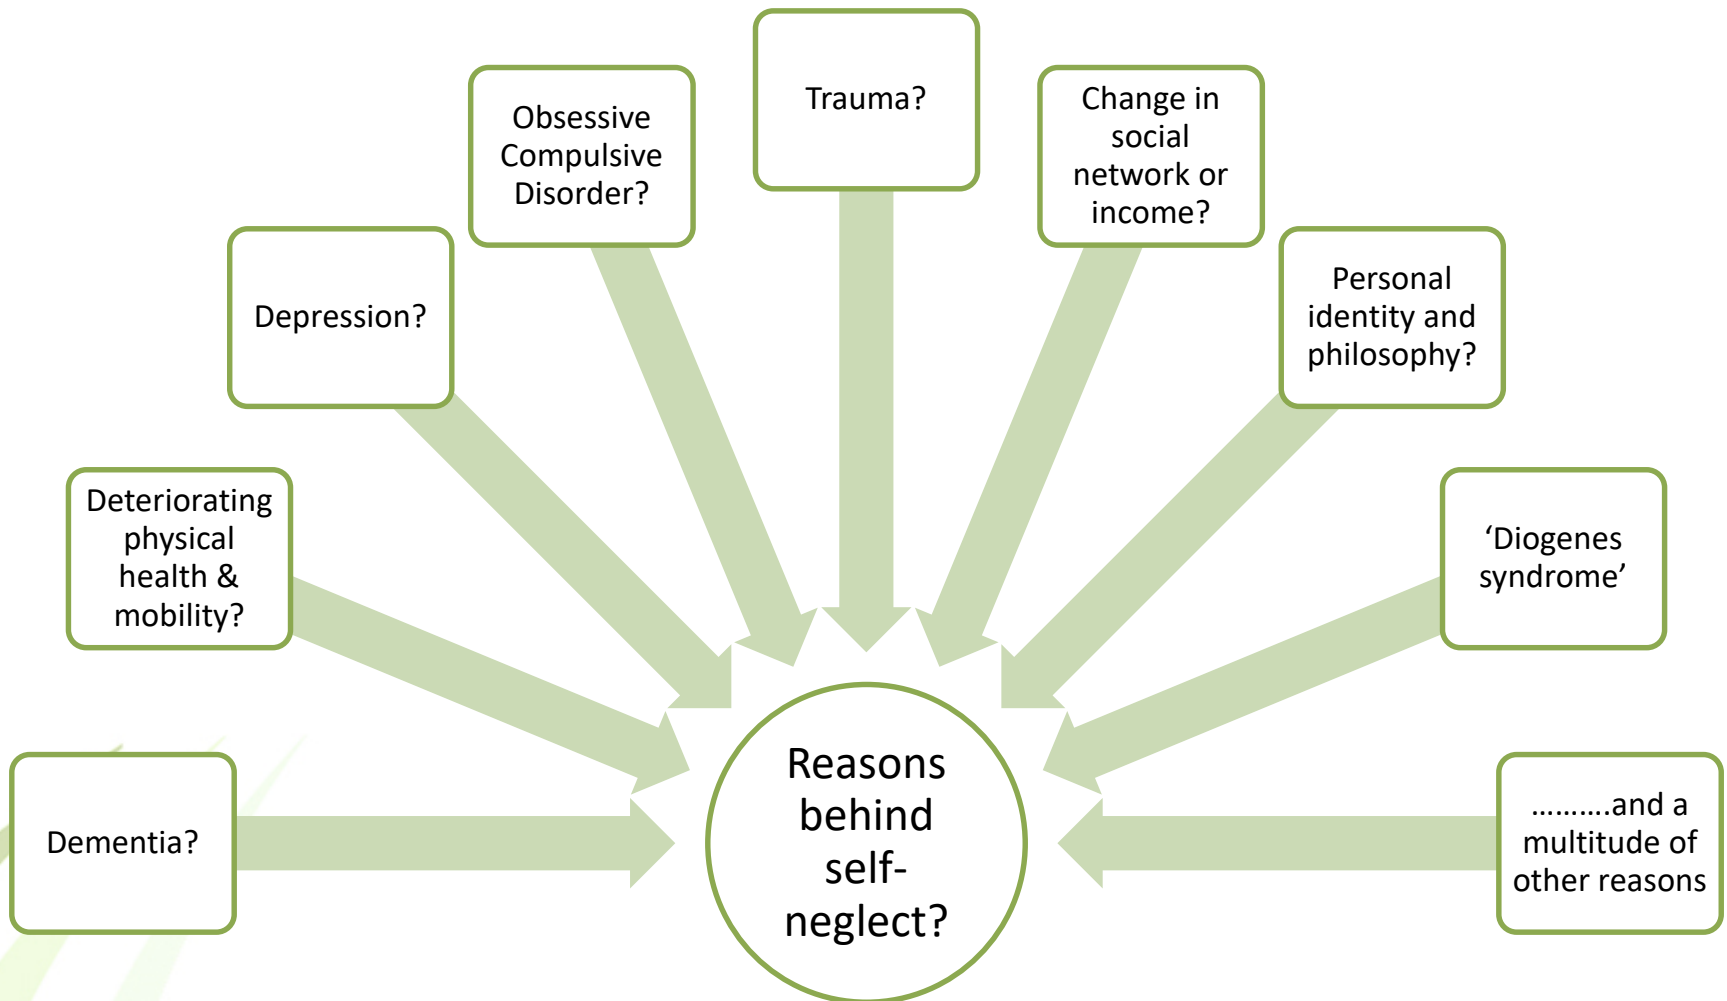 Trauma?
Obsessive
Compulsive
Disorder?
Change in
social
network or
income?
Depression?
Personal
identity and
philosophy?
Deteriorating
physical
health &
mobility?
‘Diogenes
syndrome’
Dementia?
Reasons
behind
self-
neglect?
……….and a
multitude of
other reasons